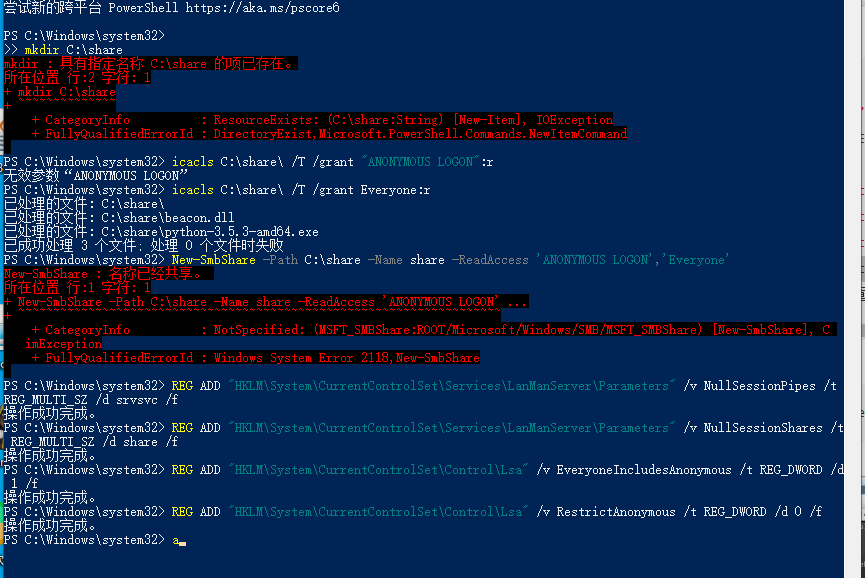 尝试新的跨平台 PowerShell https://aka.ms/pscore6
PS C:\Windows\system32>
>> mkdir C:\share
mkdir : 具有指定名称 C:\share 的项已存在。
所在位置 行:2 字符: 1
+ mkdir C:\share
+ ~~~~~~~~~~~~~~
+ CategoryInfo : ResourceExists: (C:\share:String) [New-Item], IOException
+ FullyQualifiedErrorId : DirectoryExist,Microsoft.PowerShell.Commands.NewItemCommand
PS C:\Windows\system32> icacls C:\share\ /T /grant "ANONYMOUS LOGON":r
无效参数“ANONYMOUS LOGON”
PS C:\Windows\system32> icacls C:\share\ /T /grant Everyone:r
已处理的文件: C:\share\
已处理的文件: C:\share\beacon.dll
已处理的文件: C:\share\python-3.5.3-amd64.exe
已成功处理 3 个文件; 处理 0 个文件时失败
PS C:\Windows\system32> New-SmbShare -Path C:\share -Name share -ReadAccess 'ANONYMOUS LOGON','Everyone'
New-SmbShare : 名称已经共享。
所在位置 行:1 字符: 1
+ New-SmbShare -Path C:\share -Name share -ReadAccess 'ANONYMOUS LOGON' ...
+ ~~~~~~~~~~~~~~~~~~~~~~~~~~~~~~~~~~~~~~~~~~~~~~~~~~~~~~~~~~~~~~~~~~~~~
+ CategoryInfo : NotSpecified: (MSFT_SMBShare:ROOT/Microsoft/Windows/SMB/MSFT_SMBShare) [New-SmbShare], C
imException
+ FullyQualifiedErrorId : Windows System Error 2118,New-SmbShare
PS C:\Windows\system32> REG ADD "HKLM\System\CurrentControlSet\Services\LanManServer\Parameters" /v NullSessionPipes /t
REG_MULTI_SZ /d srvsvc /f
操作成功完成。
PS C:\Windows\system32> REG ADD "HKLM\System\CurrentControlSet\Services\LanManServer\Parameters" /v NullSessionShares /t
REG_MULTI_SZ /d share /f
操作成功完成。
PS C:\Windows\system32> REG ADD "HKLM\System\CurrentControlSet\Control\Lsa" /v EveryoneIncludesAnonymous /t REG_DWORD /d
1 /f
操作成功完成。
PS C:\Windows\system32> REG ADD "HKLM\System\CurrentControlSet\Control\Lsa" /v RestrictAnonymous /t REG_DWORD /d 0 /f
操作成功完成。
PS C:\Windows\system32> a